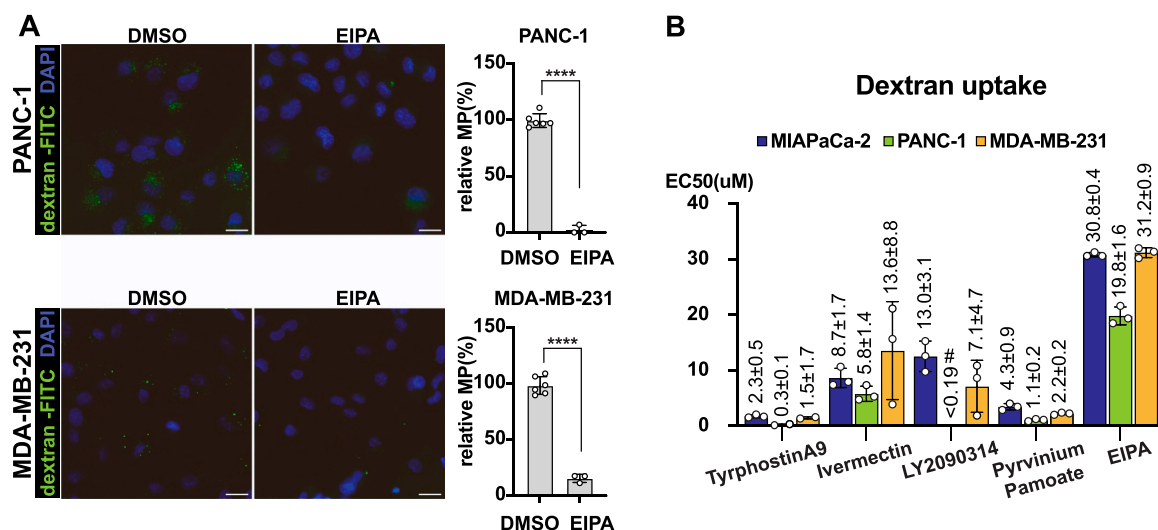 A
DMSO
EIPA
PANC-1
dextran -FITC DAPI
PANC-1
relative MP(%)
150
100
50
0
****
DMSO EIPA
DMSO
EIPA
MDA-MB-231
dextran -FITC DAPI
MDA-MB-231
relative MP(%)
150
100
50
0
****
DMSO EIPA
B
Dextran uptake
MIAPaCa-2 PANC-1 MDA-MB-231
EC50(uM)
40
30
20
10
0
2.3±0.5
0.3±0.1
1.5±1.7
8.7±1.7
5.8±1.4
13.6±8.8
13.0±3.1
<0.19 #
7.1±4.7
4.3±0.9
1.1±0.2
2.2±0.2
30.8±0.4
19.8±1.6
31.2±0.9
TyrphostinA9
Ivermectin
LY2090314
Pyrvinium
Pamoate
EIPA